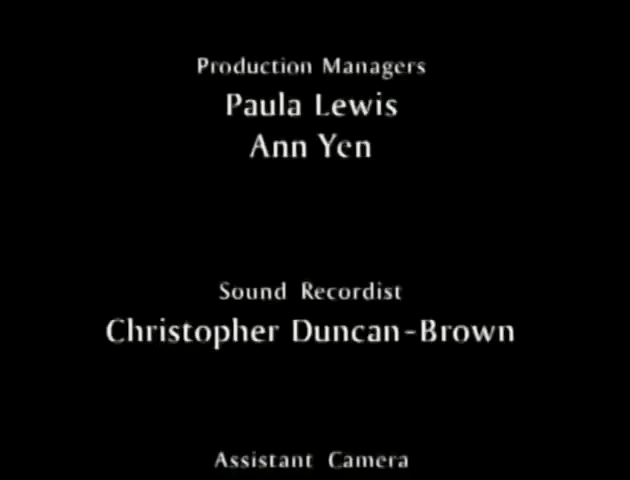 Production Managers
Paula Lewis
Ann Yen
Sound Recordist
Christopher Duncan-Brown
Assistant Camera